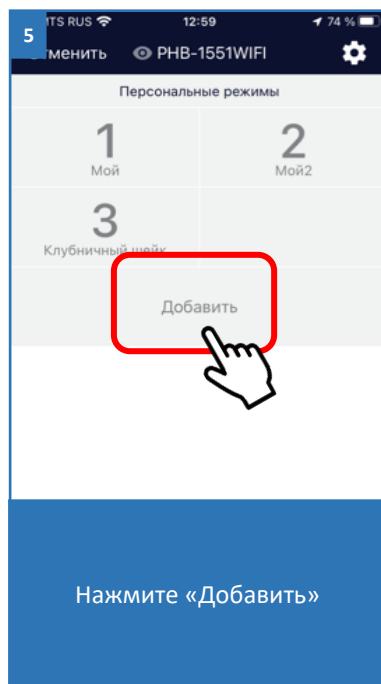 5
TS RUS 12:59 74 %
менить PHB-1551WIFI
Персональные режимы
1 2
Мой Мой2
3
Клубничный шейк
Добавить
Нажмите «Добавить»